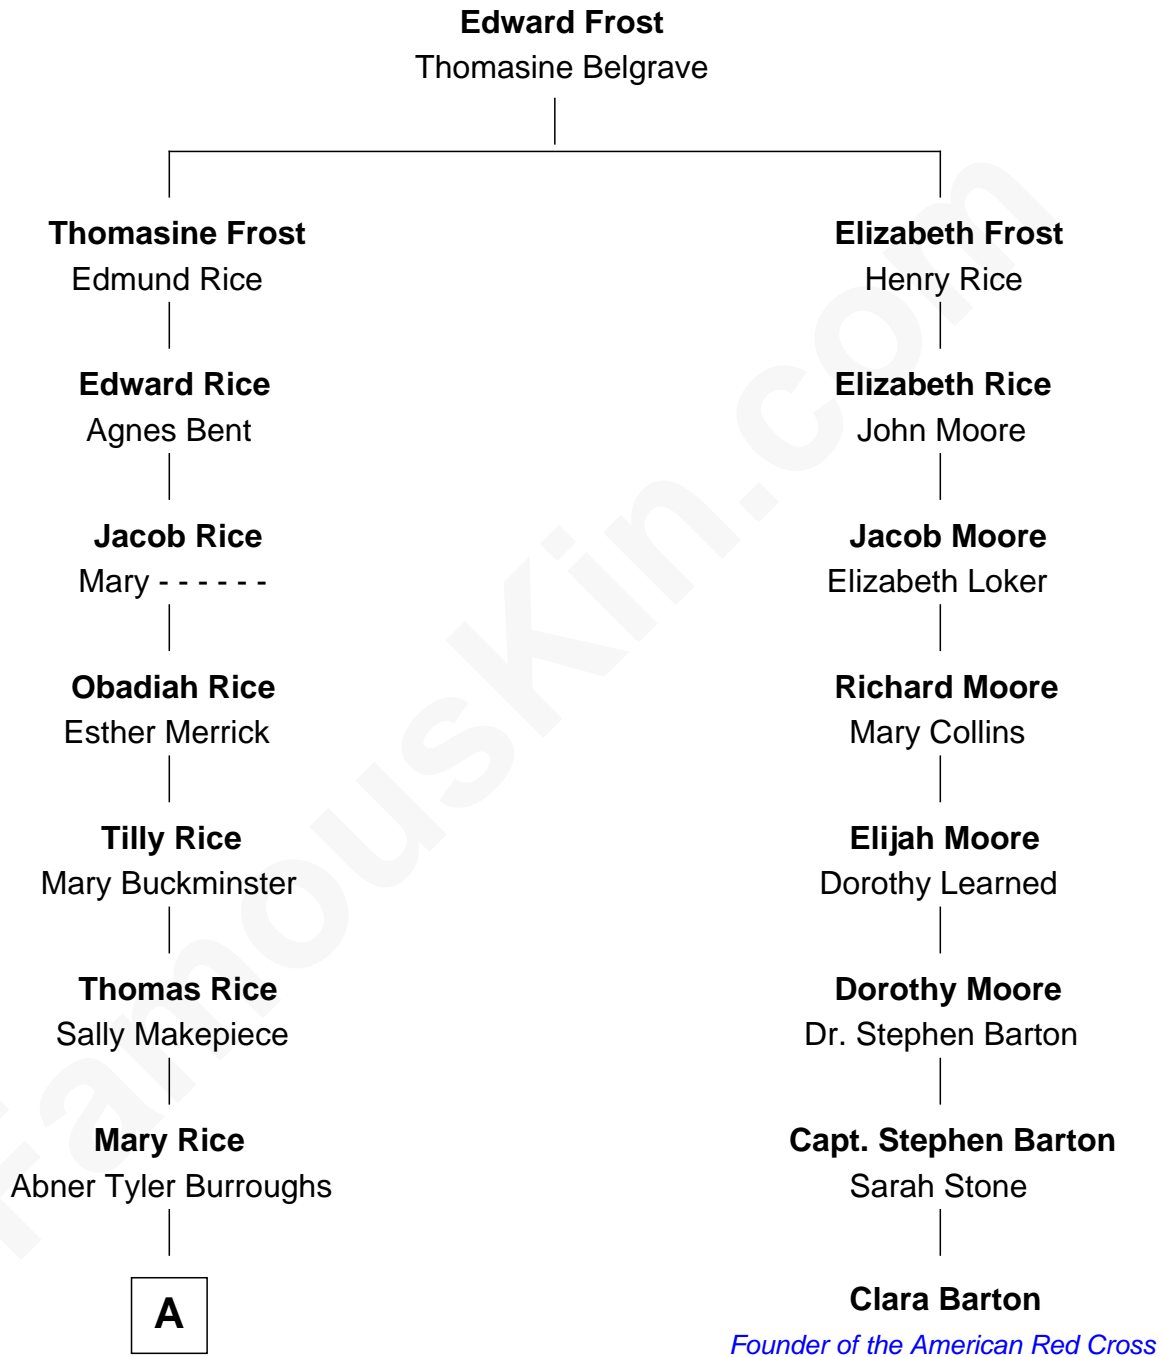 Edward Frost
Thomasine Belgrave
Thomasine Frost
Edmund Rice
Elizabeth Frost
Henry Rice
Edward Rice
Agnes Bent
Elizabeth Rice
John Moore
Jacob Rice
Mary - - - - - -
Jacob Moore
Elizabeth Loker
Obadiah Rice
Esther Merrick
Richard Moore
Mary Collins
Tilly Rice
Mary Buckminster
Elijah Moore
Dorothy Learned
Thomas Rice
Sally Makepiece
Dorothy Moore
Dr. Stephen Barton
Mary Rice
Abner Tyler Burroughs
Capt. Stephen Barton
Sarah Stone
A
Clara Barton
Founder of the American Red Cross
FamousKin.com